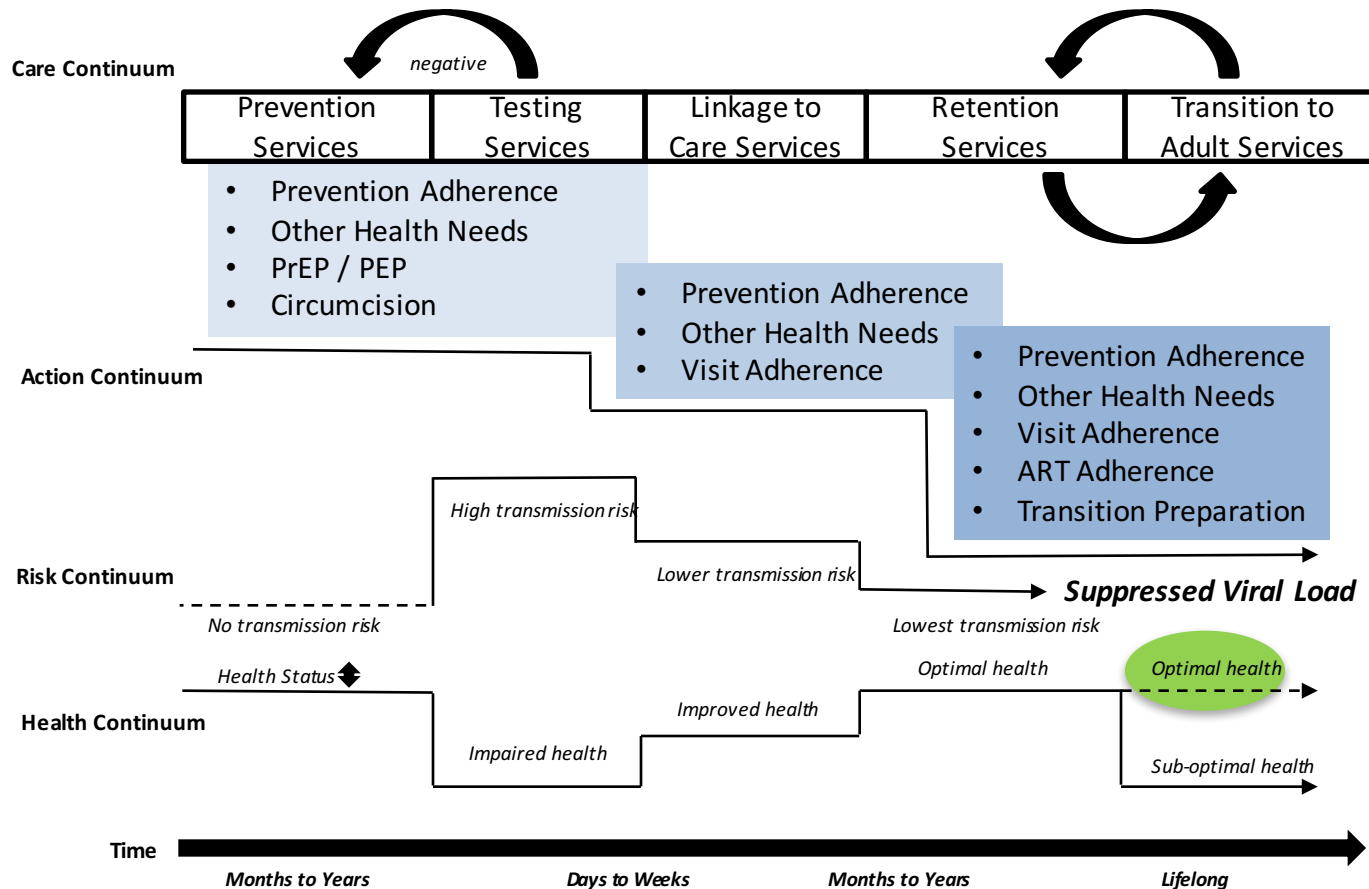 Care Continuum
negative
Prevention
Services
Testing
Services
Linkage to
Care Services
Retention
Services
Transition to
Adult Services
• Prevention Adherence
• Other Health Needs
• PrEP / PEP
• Circumcision
• Prevention Adherence
• Other Health Needs
• Visit Adherence
• Prevention Adherence
• Other Health Needs
• Visit Adherence
• ART Adherence
• Transition Preparation
Action Continuum
High transmission risk
Risk Continuum
Lower transmission risk
Suppressed Viral Load
No transmission risk
Lowest transmission risk
Health Status
Optimal health
Optimal health
Health Continuum
Improved health
Impaired health
Sub-optimal health
Time
Months to Years
Days to Weeks
Months to Years
Lifelong